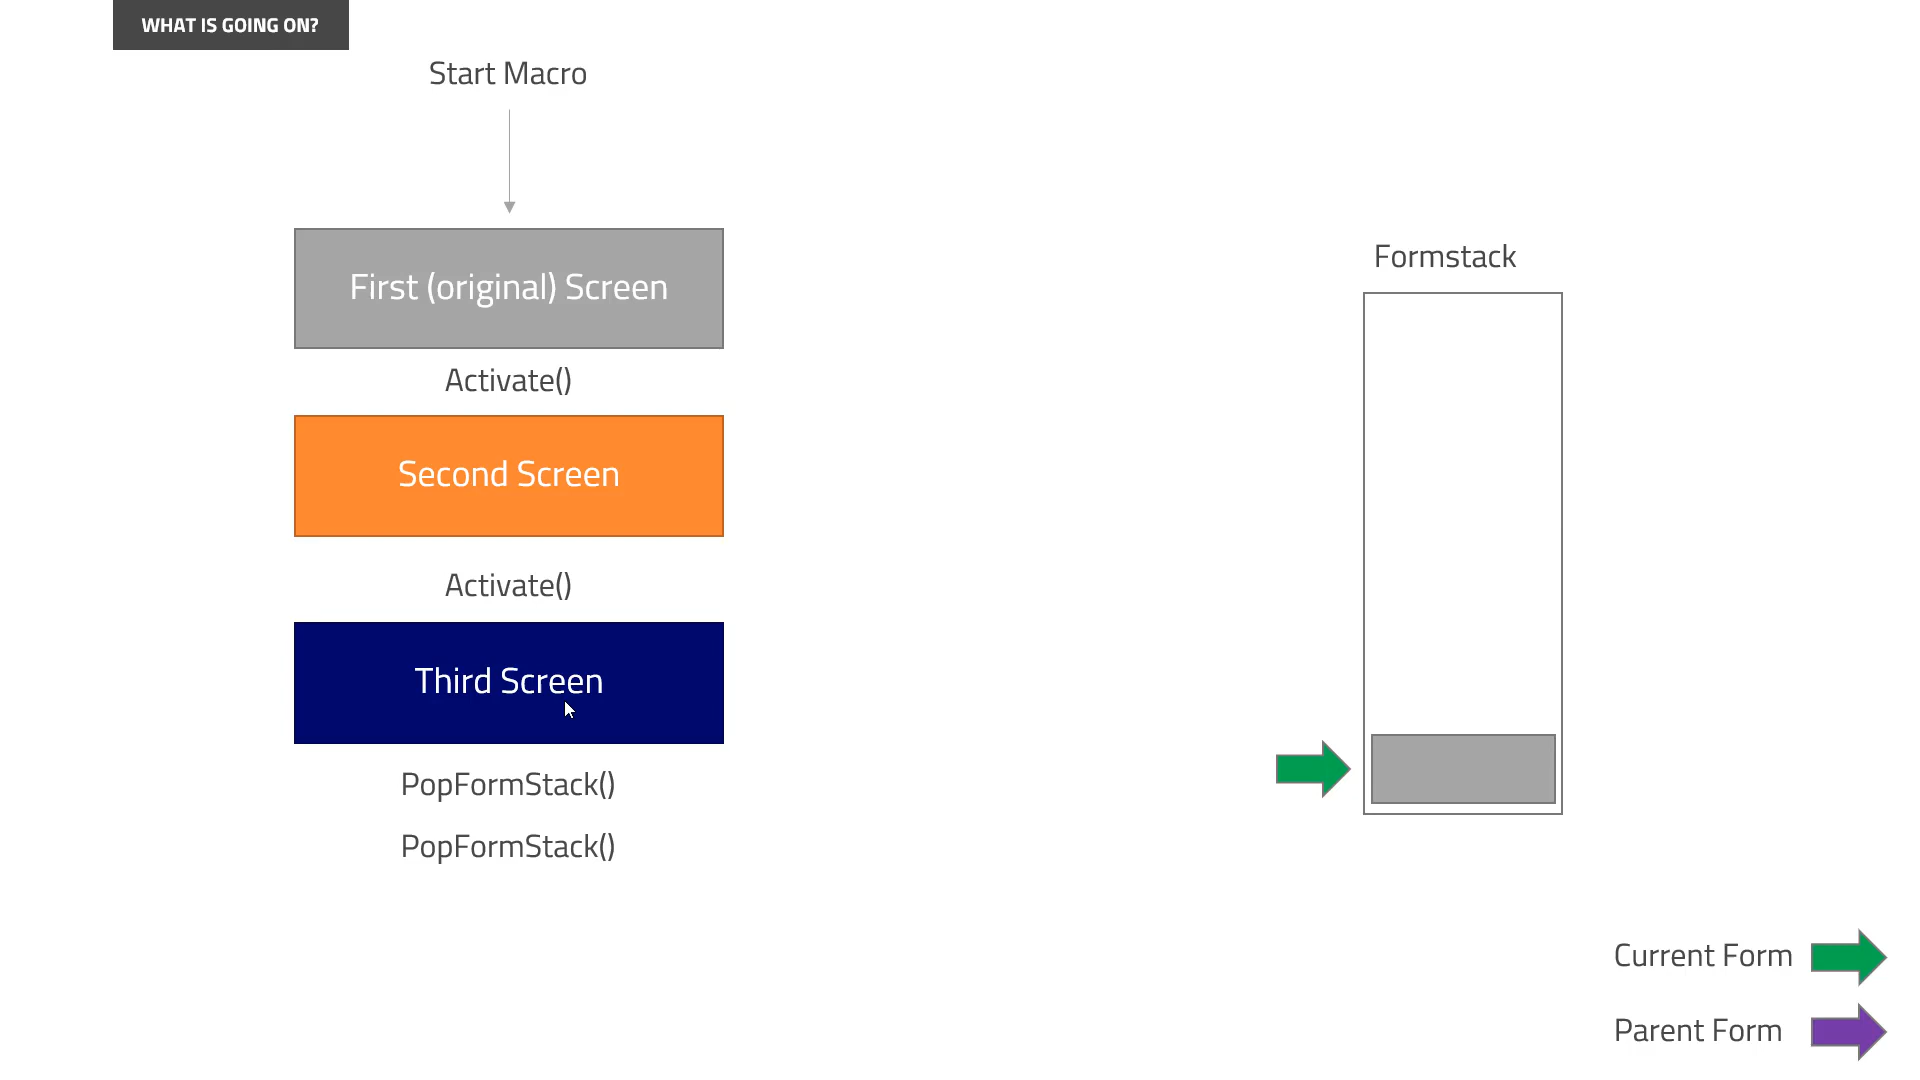 WHAT IS GOING ON?
Start Macro
First (original) Screen
Activate()
Second Screen
Activate()
Third Screen
PopFormStack()
PopFormStack()
Formstack
Current Form
Parent Form